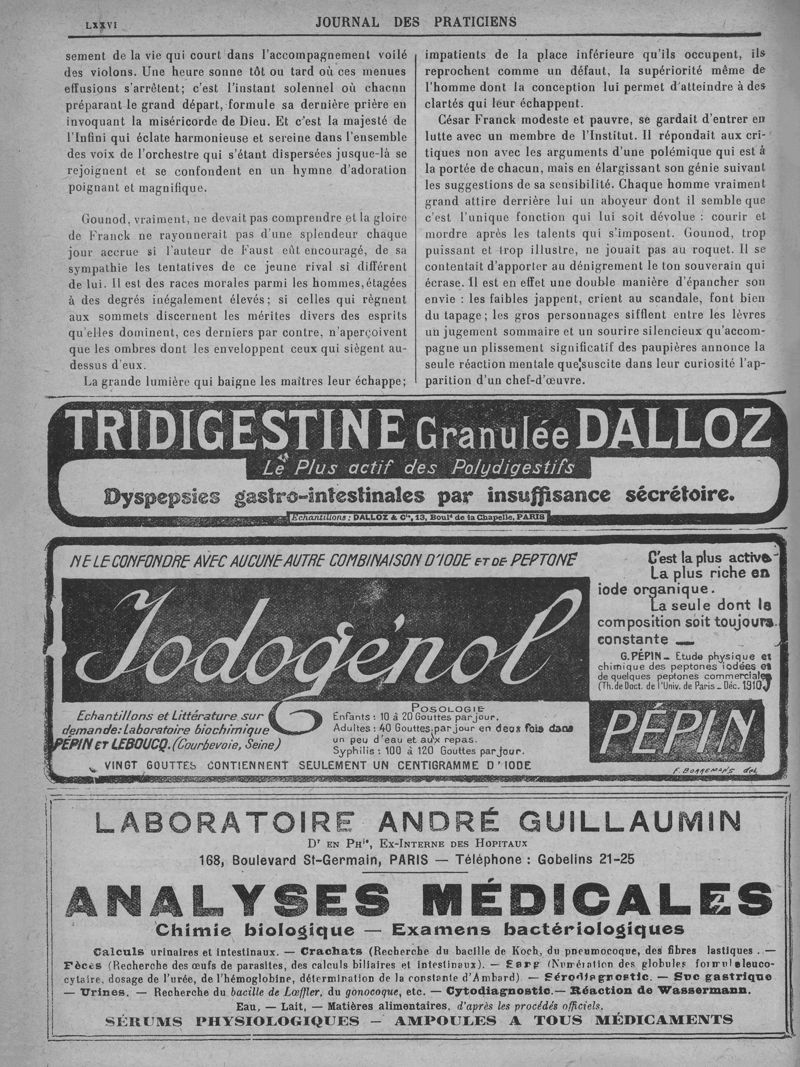 LXXVI
JOURNAL DES PRATICIENS
sement de la vie qui court dans l'accompagnement voilé
des violons. Une heure sonne tôt ou tard où ces menues
effusions s'arrêtent; c'est l'instant solennel où chacun
préparant le grand départ, formule sa dernière prière en
invoquant la miséricorde de Dieu. Et c'est la majesté de
l'Infini qui éclate harmonieuse et sereine dans l'ensemble
des voix de l'orchestre qui s'étant dispersées jusque-là se
rejoignent et se confondent en un hymne d'adoration
poignant et magnifique.
Gounod, vraiment, ne devait pas comprendre et la gloire
de Franck ne rayonnerait pas d'une splendeur chaque
jour accrue si l'auteur de Faust eût encouragé, de sa
sympathie les tentatives de ce jeune rival si différent
de lui. Il est des races morales parmi les hommes, étagées
à des degrés inégalement élevés; si celles qui règnent
aux sommets discernent les mérites divers des esprits
qu'elles dominent, ces derniers par contre, n'aperçoivent
que les ombres dont les enveloppent ceux qui siègent au-
dessus d'eux.
La grande lumière qui baigne les maîtres leur échappe;
impatients de la place inférieure qu'ils occupent, ils
reprochent comme un défaut, la supériorité même de
l'homme dont la conception lui permet d'atteindre à des
clartés qui leur échappent.
César Franck modeste et pauvre, se gardait d'entrer en
lutte avec un membre de l'Institut. Il répondait aux cri-
tiques non avec les arguments d'une polémique qui est à
la portée de chacun, mais en élargissant son génie suivant
les suggestions de sa sensibilité. Chaque homme vraiment
grand attire derrière lui un aboyeur dont il semble que
c'est l'unique fonction qui lui soit dévolue : courir et
mordre après les talents qui s'imposent. Gounod, trop
puissant et trop illustre, ne jouait pas au roquet. Il se
contentait d'apporter au dénigrement le ton souverain qui
écrase. Il est en effet une double manière d'épancher son
envie : les faibles jappent, crient au scandale, font bien
du tapage; les gros personnages sifflent entre les lèvres
un jugement sommaire et un sourire silencieux qu'accom-
pagne un plissement significatif des paupières annonce la
seule réaction mentale que suscite dans leur curiosité l'ap-
parition d'un chef-d'œuvre.
TRIDIGESTINE Granulée DALLOZ
Le Plus actif des Polydigestifs
Dyspepsies gastro-intestinales par insuffisance sécrétoire.
Echantillons : DALLOZ & Cie, 13, Bould de la Chapelle, PARIS
NE LE CONFONDRE AVEC AUCUNE AUTRE COMBINAISON D'IODE ET DE PEPTONE
Iodogénol
Echantillons et Littérature sur
demande: Laboratoire biochimique
PÉPIN ET LEBOUCQ. (Courbevoie, Seine)
POSOLOGIE
Enfants : 10 à 20 Gouttes par jour.
Adultes : 40 Gouttes par jour en deux fois dans
un peu d'eau et aux repas.
Syphilis : 100 à 120 Gouttes par jour.
VINGT GOUTTES CONTIENNENT SEULEMENT UN CENTIGRAMME D'IODE
C'est la plus active
La plus riche en
iode organique.
La seule dont la
composition soit toujours
constante —
G. PÉPIN — Etude physique et
chimique des peptones iodées et
de quelques peptones commerciales
(Th. de Doct. de l'Univ. de Paris — Déc. 1910)
PÉPIN
F. BONNEMAINS del.
LABORATOIRE ANDRÉ GUILLAUMIN
Dr EN PHie, EX-INTERNE DES HOPITAUX
168, Boulevard St-Germain, PARIS — Téléphone : Gobelins 21-25
ANALYSES MÉDICALES
Chimie biologique — Examens bactériologiques
Calculs urinaires et intestinaux. — Crachats (Recherche du bacille de Koch, du pneumocoque, des fibres lastiques. —
Fèces (Recherche des œufs de parasites, des calculs biliaires et intestinaux). — Sang (Numération des globules formul eleuco-
cytaire, dosage de l'urée, de l'hémoglobine, détermination de la constante d'Ambard). — Sérodiagnostic. — Suc gastrique
— Urines. — Recherche du bacille de Lœffler, du gonocoque, etc. — Cytodiagnostic. — Réaction de Wassermann.
Eau, — Lait, — Matières alimentaires, d'après les procédés officiels.
SÉRUMS PHYSIOLOGIQUES — AMPOULES A TOUS MÉDICAMENTS